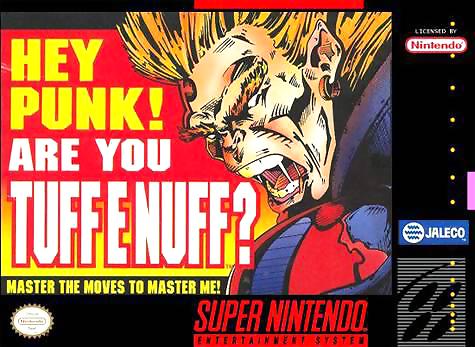 HEY
PUNK!
ARE YOU
TUFF E NUFF?
MASTER THE MOVES TO MASTER ME!
LICENSED BY
Nintendo
JALECO
Nintendo
SUPER NINTENDO
ENTERTAINMENT SYSTEM